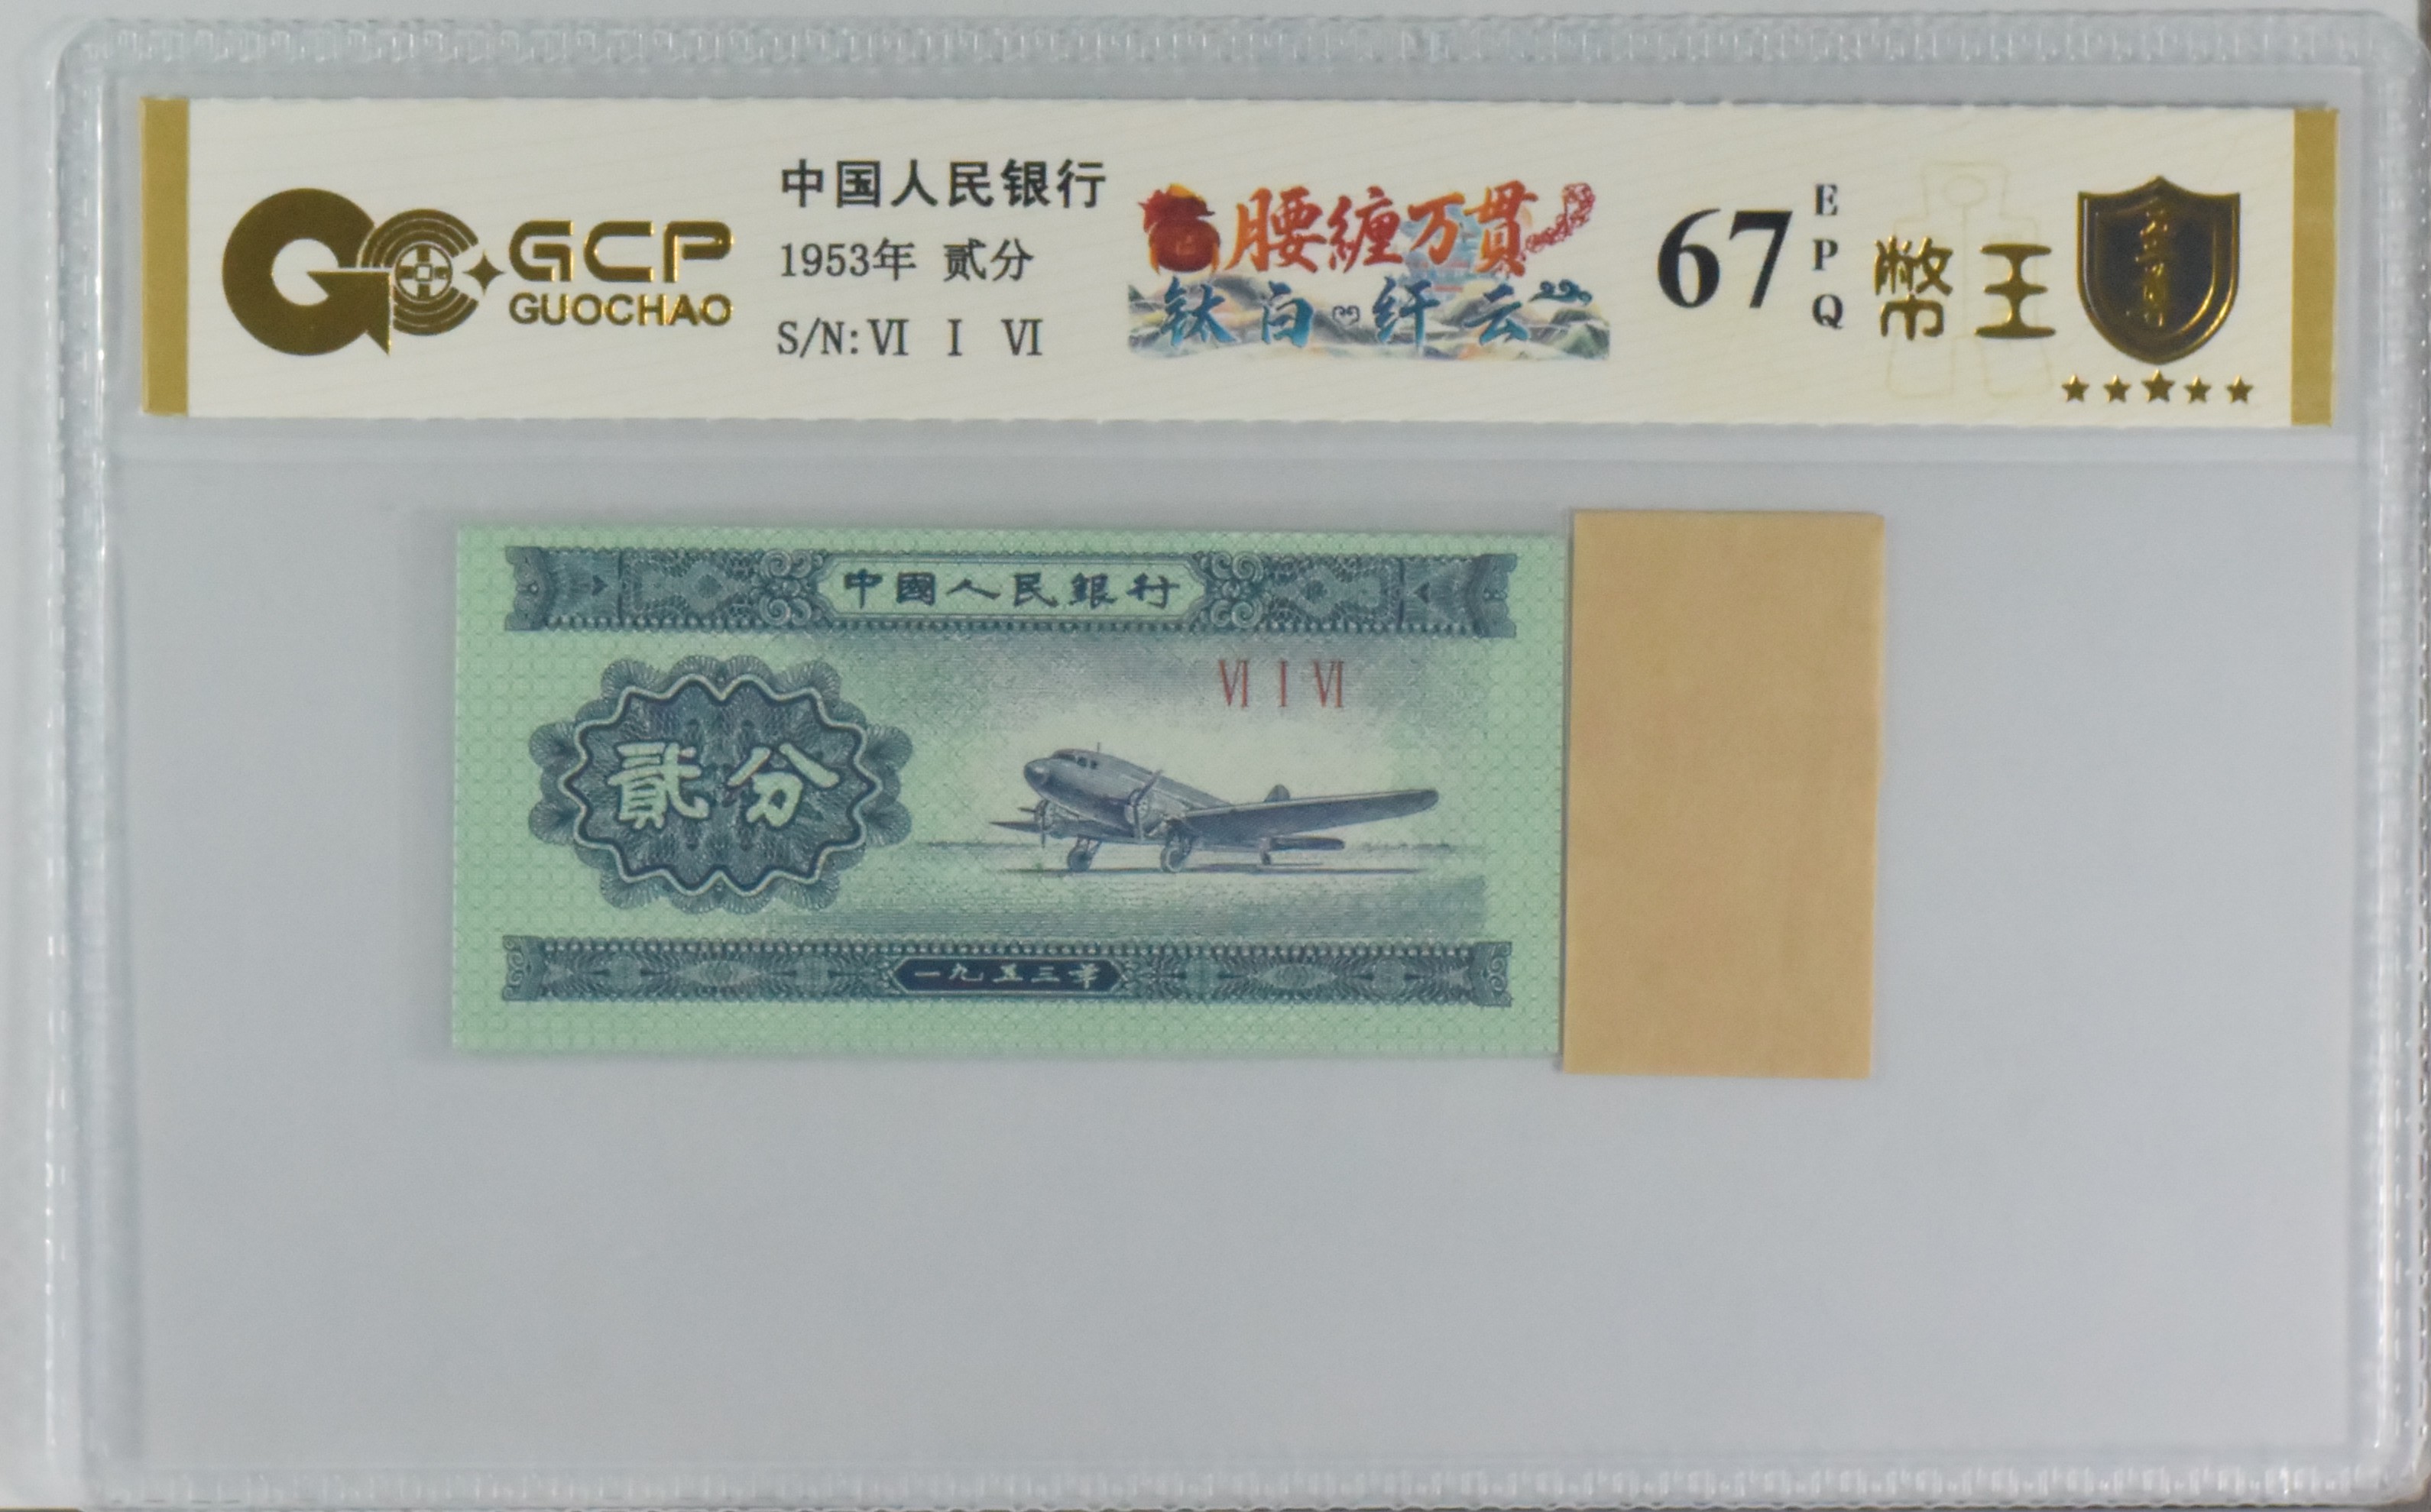 GCP
GUOCHAO
中国人民银行
1953年 贰分
S/N:Ⅵ Ⅰ Ⅵ
腰缠万贯
钛白·纤云
67
EPQ
幣王
中國人民銀行
Ⅵ Ⅰ Ⅵ
貳分
一九五三年